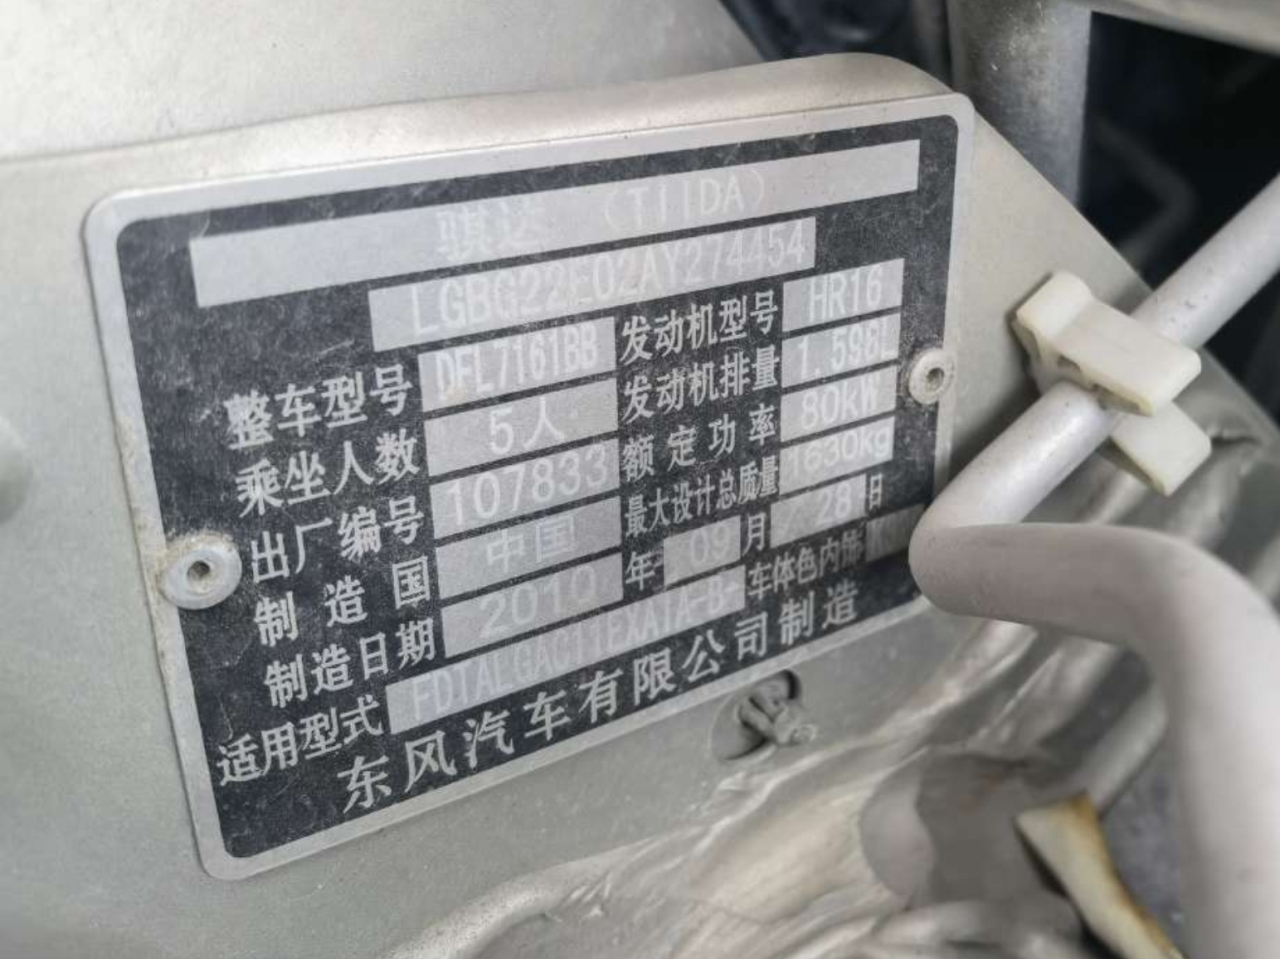 骐达 (TIIDA)
LGBG22E02AY274454
整车型号 DFL7161BB 发动机型号 HR16
乘坐人数 5人 发动机排量 1.598L
出厂编号 107833 额定功率 80kW
制造国 中国 最大设计总质量 1630kg
制造日期 2010 年 09 月 28 日
适用型式 FDTALGAC11EXA1A-B- 车体色内饰
东风汽车有限公司制造